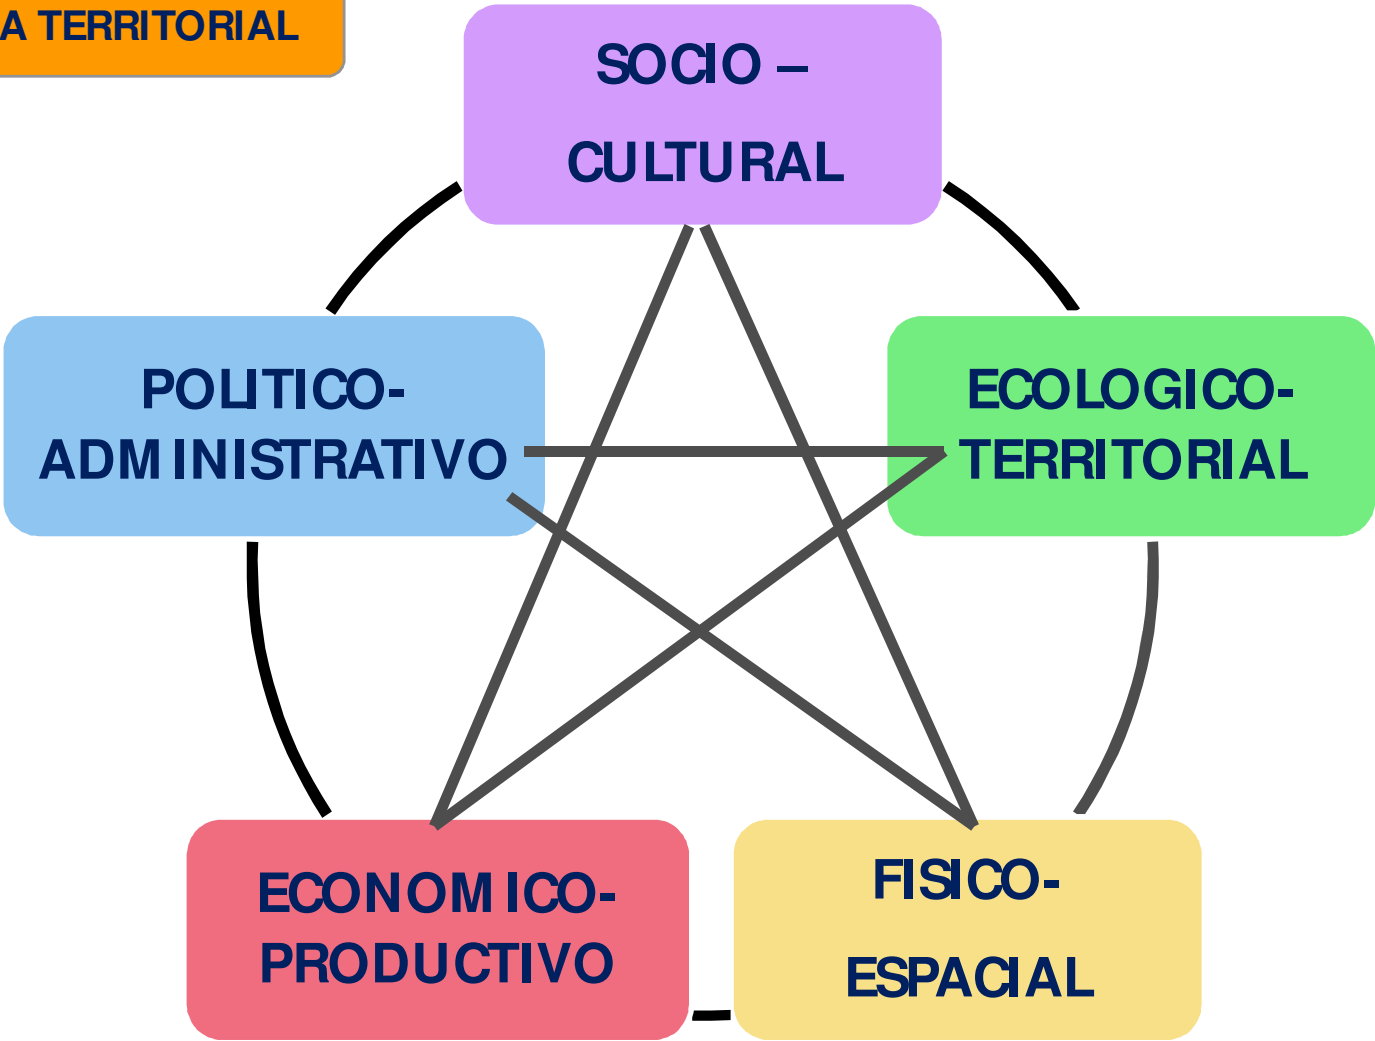 A TERRITORIAL
SOCIO –
CULTURAL
POLITICO-
ADMINISTRATIVO
ECOLOGICO-
TERRITORIAL
ECONOMICO-
PRODUCTIVO
FISICO-
ESPACIAL